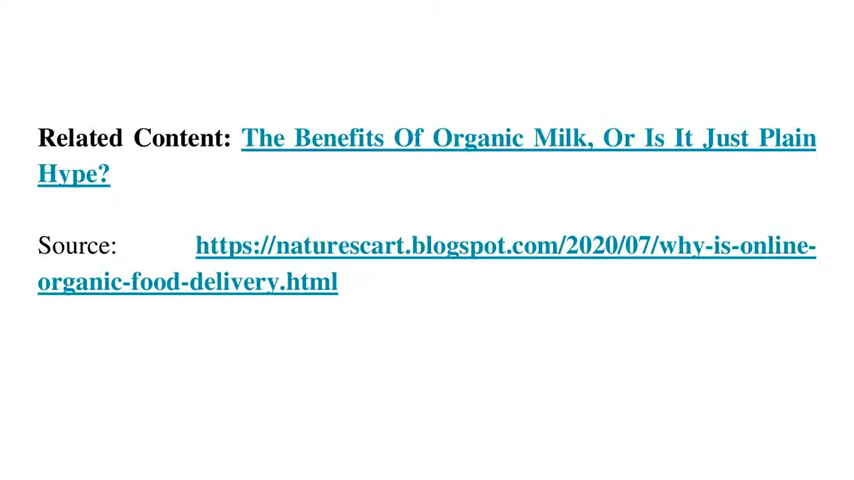 Related Content: The Benefits Of Organic Milk, Or Is It Just Plain
Hype?
Source: https://naturescart.blogspot.com/2020/07/why-is-online-
organic-food-delivery.html